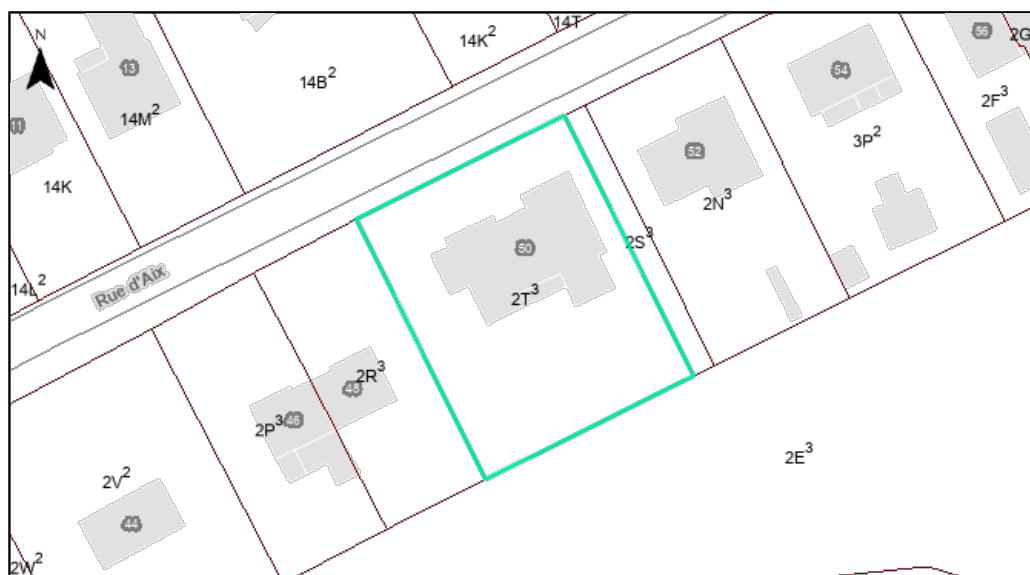 14T
N
14K²
56
2G
13
54
14B²
2F³
14M²
11
3P²
52
14K
2N³
2S³
50
Rue d'Aix
14L²
2T³
2R³
48
46
2P³
2E³
2V²
44
2W²